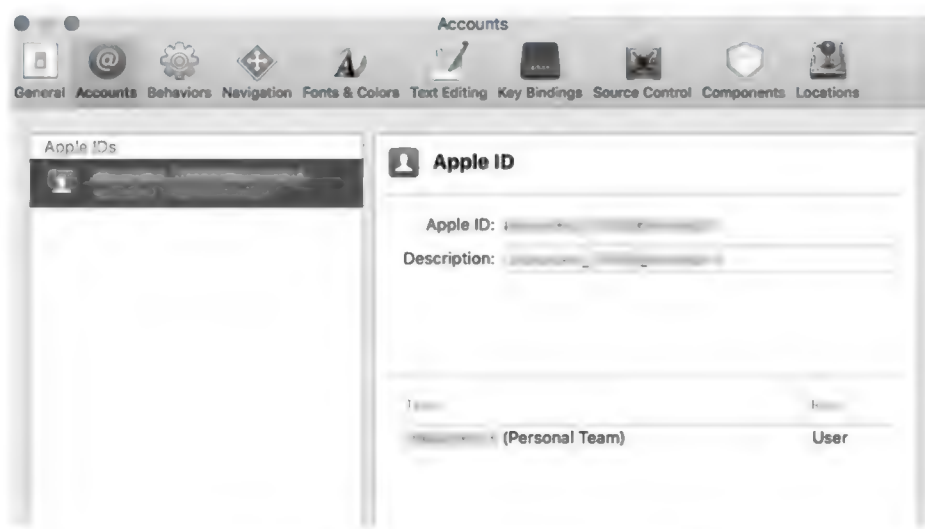 Accounts
General Accounts Behaviors Navigation Fonts & Colors Text Editing Key Bindings Source Control Components Locations
Apple IDs
Apple ID
Apple ID:
Description:
(Personal Team) User